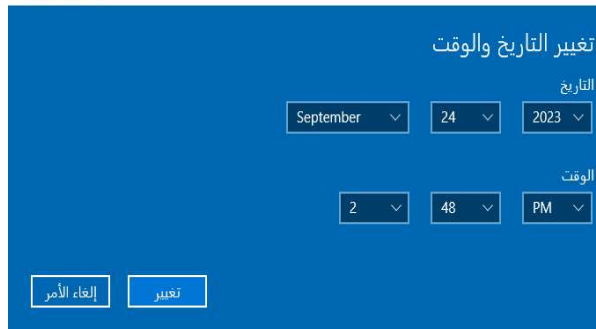 تغيير التاريخ والوقت
التاريخ
September 24 2023
الوقت
2 48 PM
تغيير إلغاء الأمر